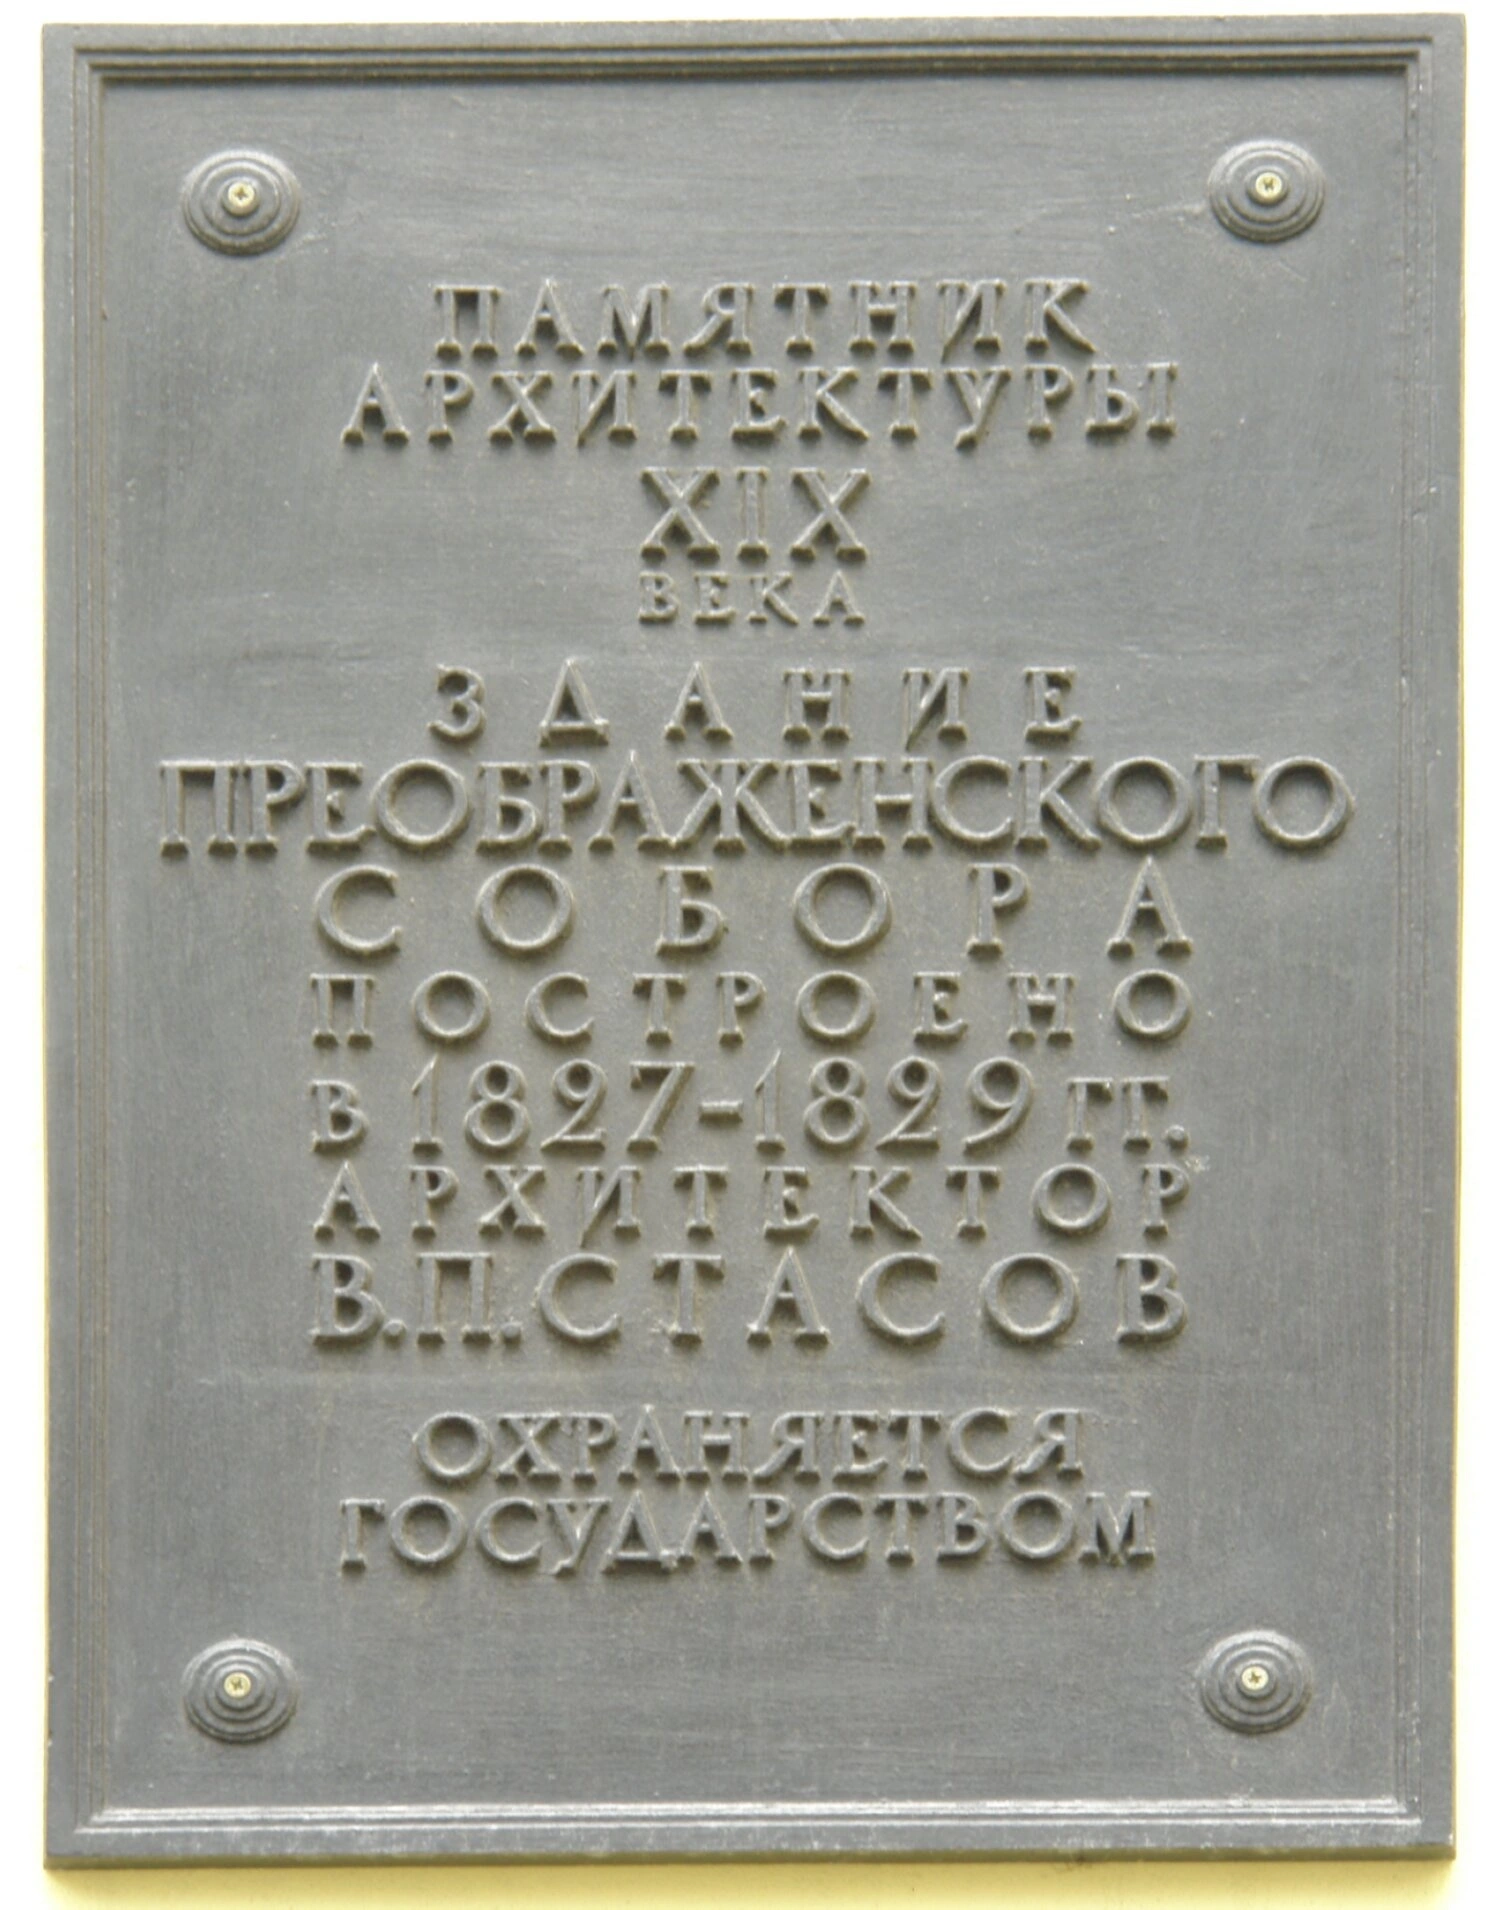 ПАМЯТНИК
АРХИТЕКТУРЫ
XIX
ВЕКА
ЗДАНИЕ
ПРЕОБРАЖЕНСКОГО
СОБОРА
ПОСТРОЕНО
В 1827-1829 ГГ.
АРХИТЕКТОР
В.П.СТАСОВ
ОХРАНЯЕТСЯ
ГОСУДАРСТВОМ